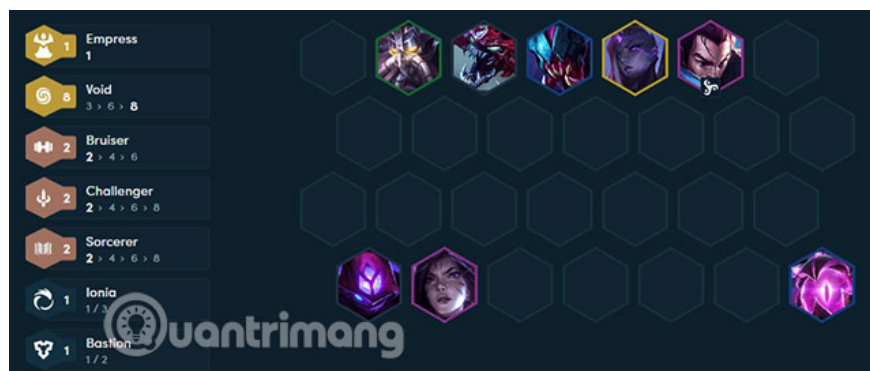 1 Empress
1
8 Void
3 > 6 > 8
2 Bruiser
2 > 4 > 6
2 Challenger
2 > 4 > 6 > 8
2 Sorcerer
2 > 4 > 6 > 8
1 Ionia
1 / 3
uantrimang
1 Bastion
1 / 2